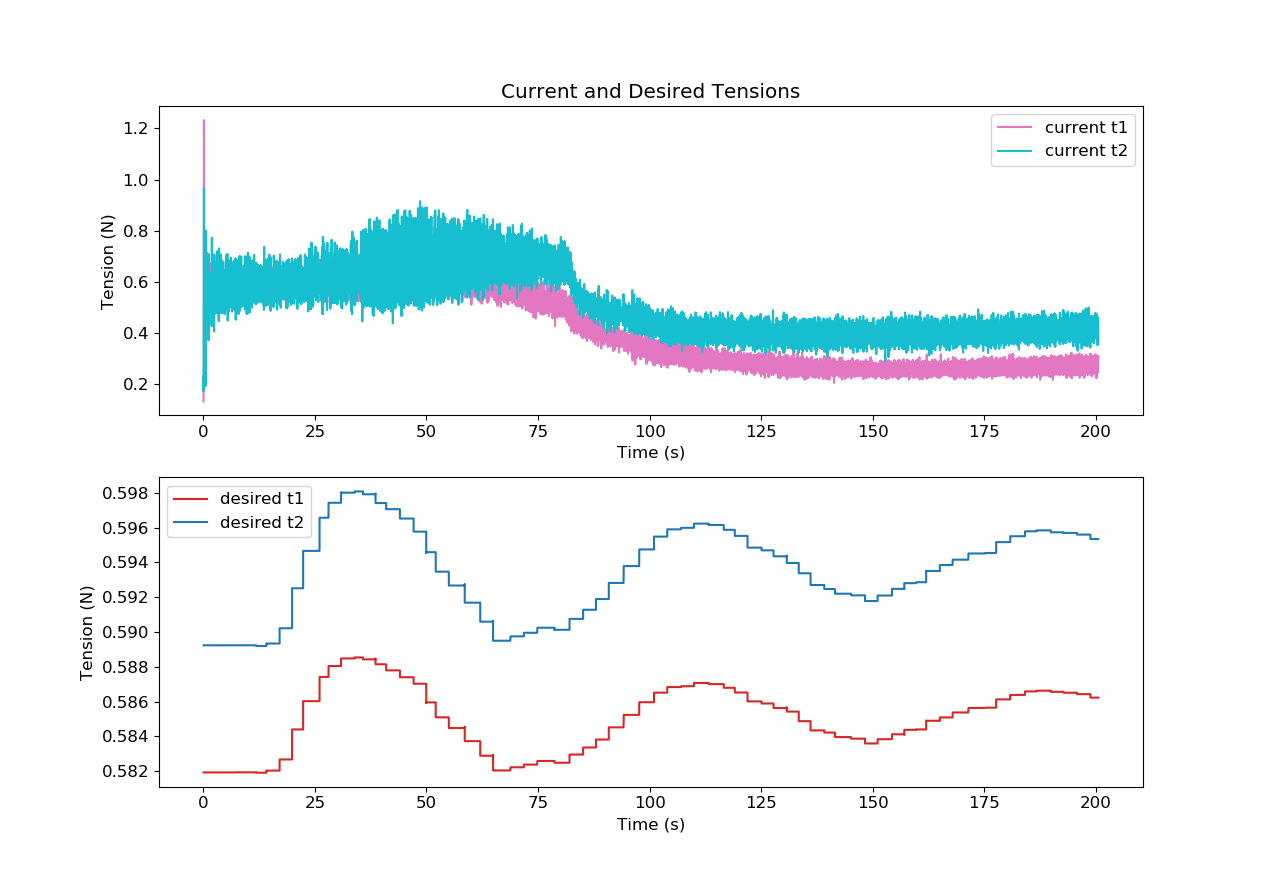 Current and Desired Tensions
current t1
current t2
Tension (N)
1.2
1.0
0.8
0.6
0.4
0.2
0 25 50 75 100 125 150 175 200
Time (s)
desired t1
desired t2
Tension (N)
0.598
0.596
0.594
0.592
0.590
0.588
0.586
0.584
0.582
0 25 50 75 100 125 150 175 200
Time (s)